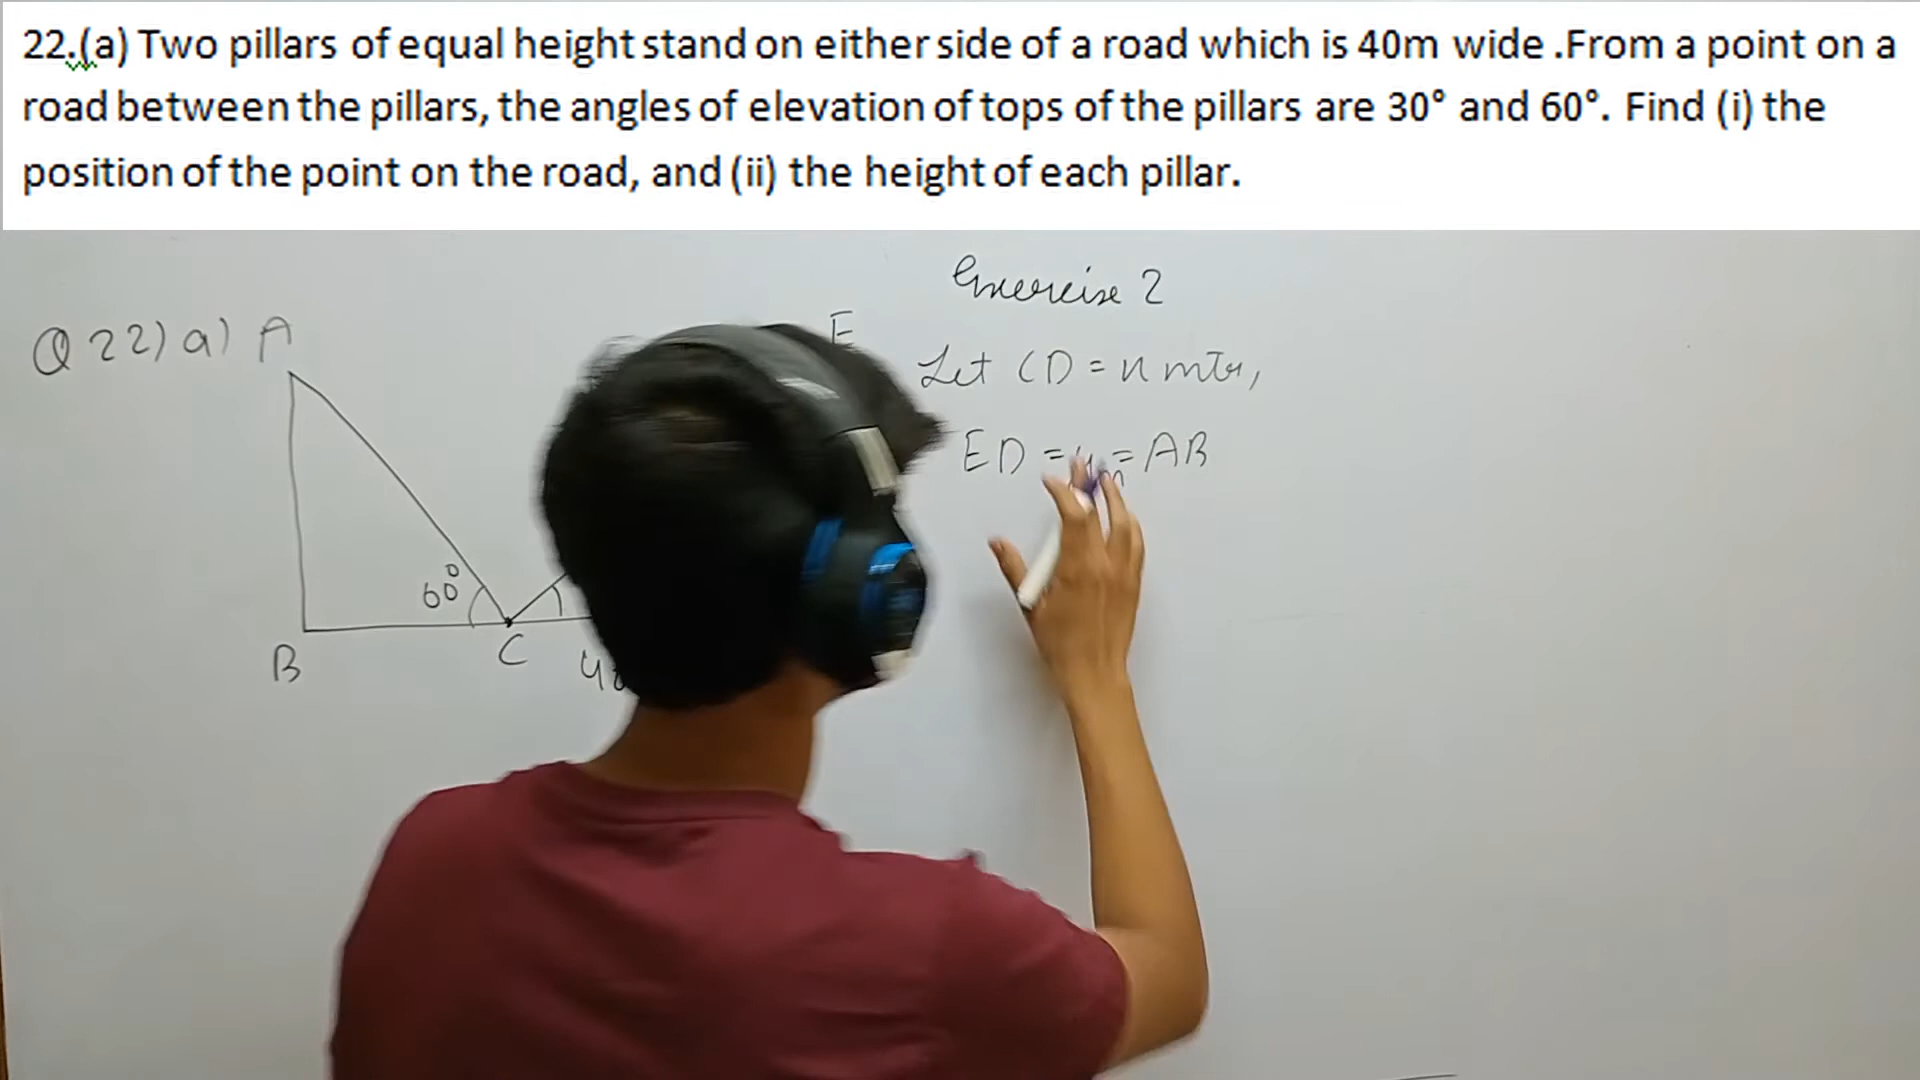 22.(a) Two pillars of equal height stand on either side of a road which is 40m wide .From a point on a
road between the pillars, the angles of elevation of tops of the pillars are 30° and 60°. Find (i) the
position of the point on the road, and (ii) the height of each pillar.
Exercise 2
Q 22) a) A
E
Let CD = x mtr,
ED = y m = AB
60°
B
C